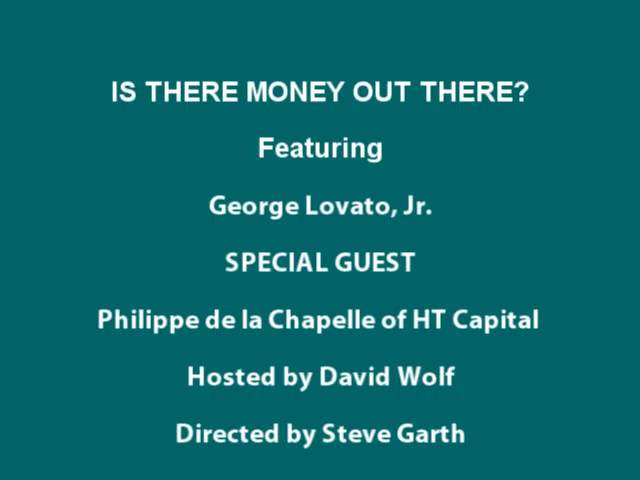 IS THERE MONEY OUT THERE?
Featuring
George Lovato, Jr.
SPECIAL GUEST
Philippe de la Chapelle of HT Capital
Hosted by David Wolf
Directed by Steve Garth